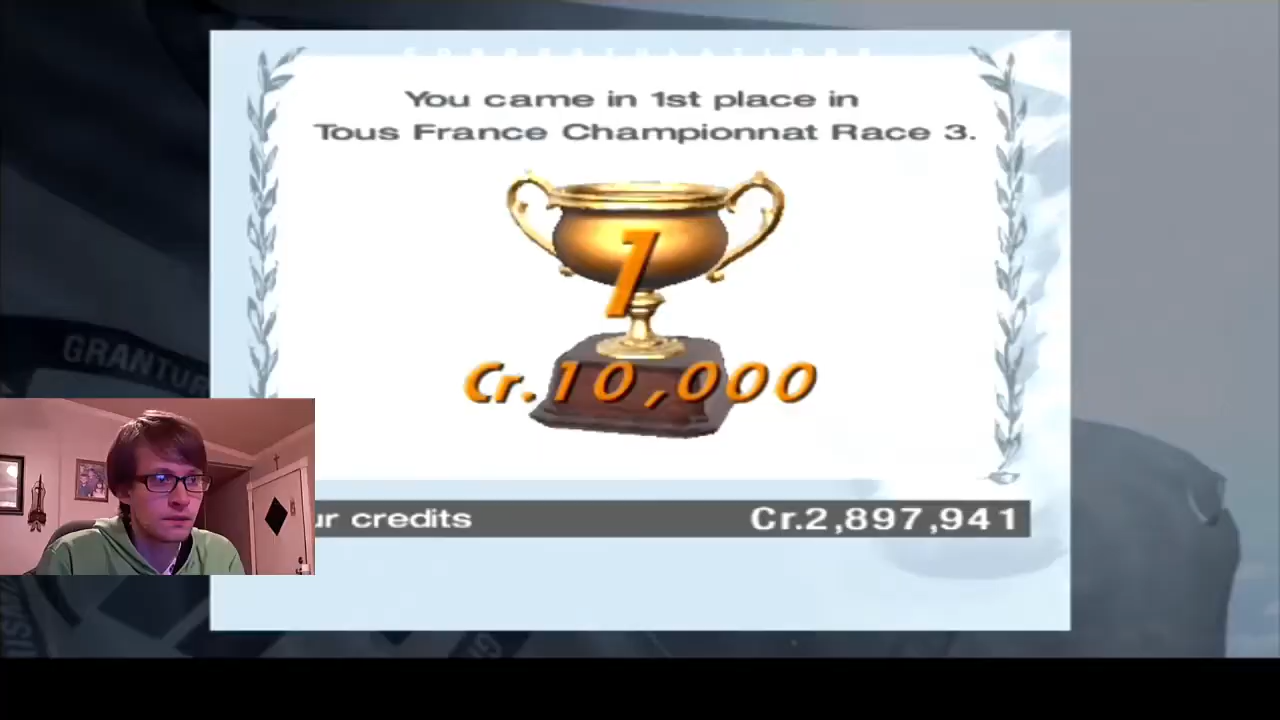 You came in 1st place in
Tous France Championnat Race 3.
1
Cr.10,000
GRANTUR
ur credits
Cr.2,897,941